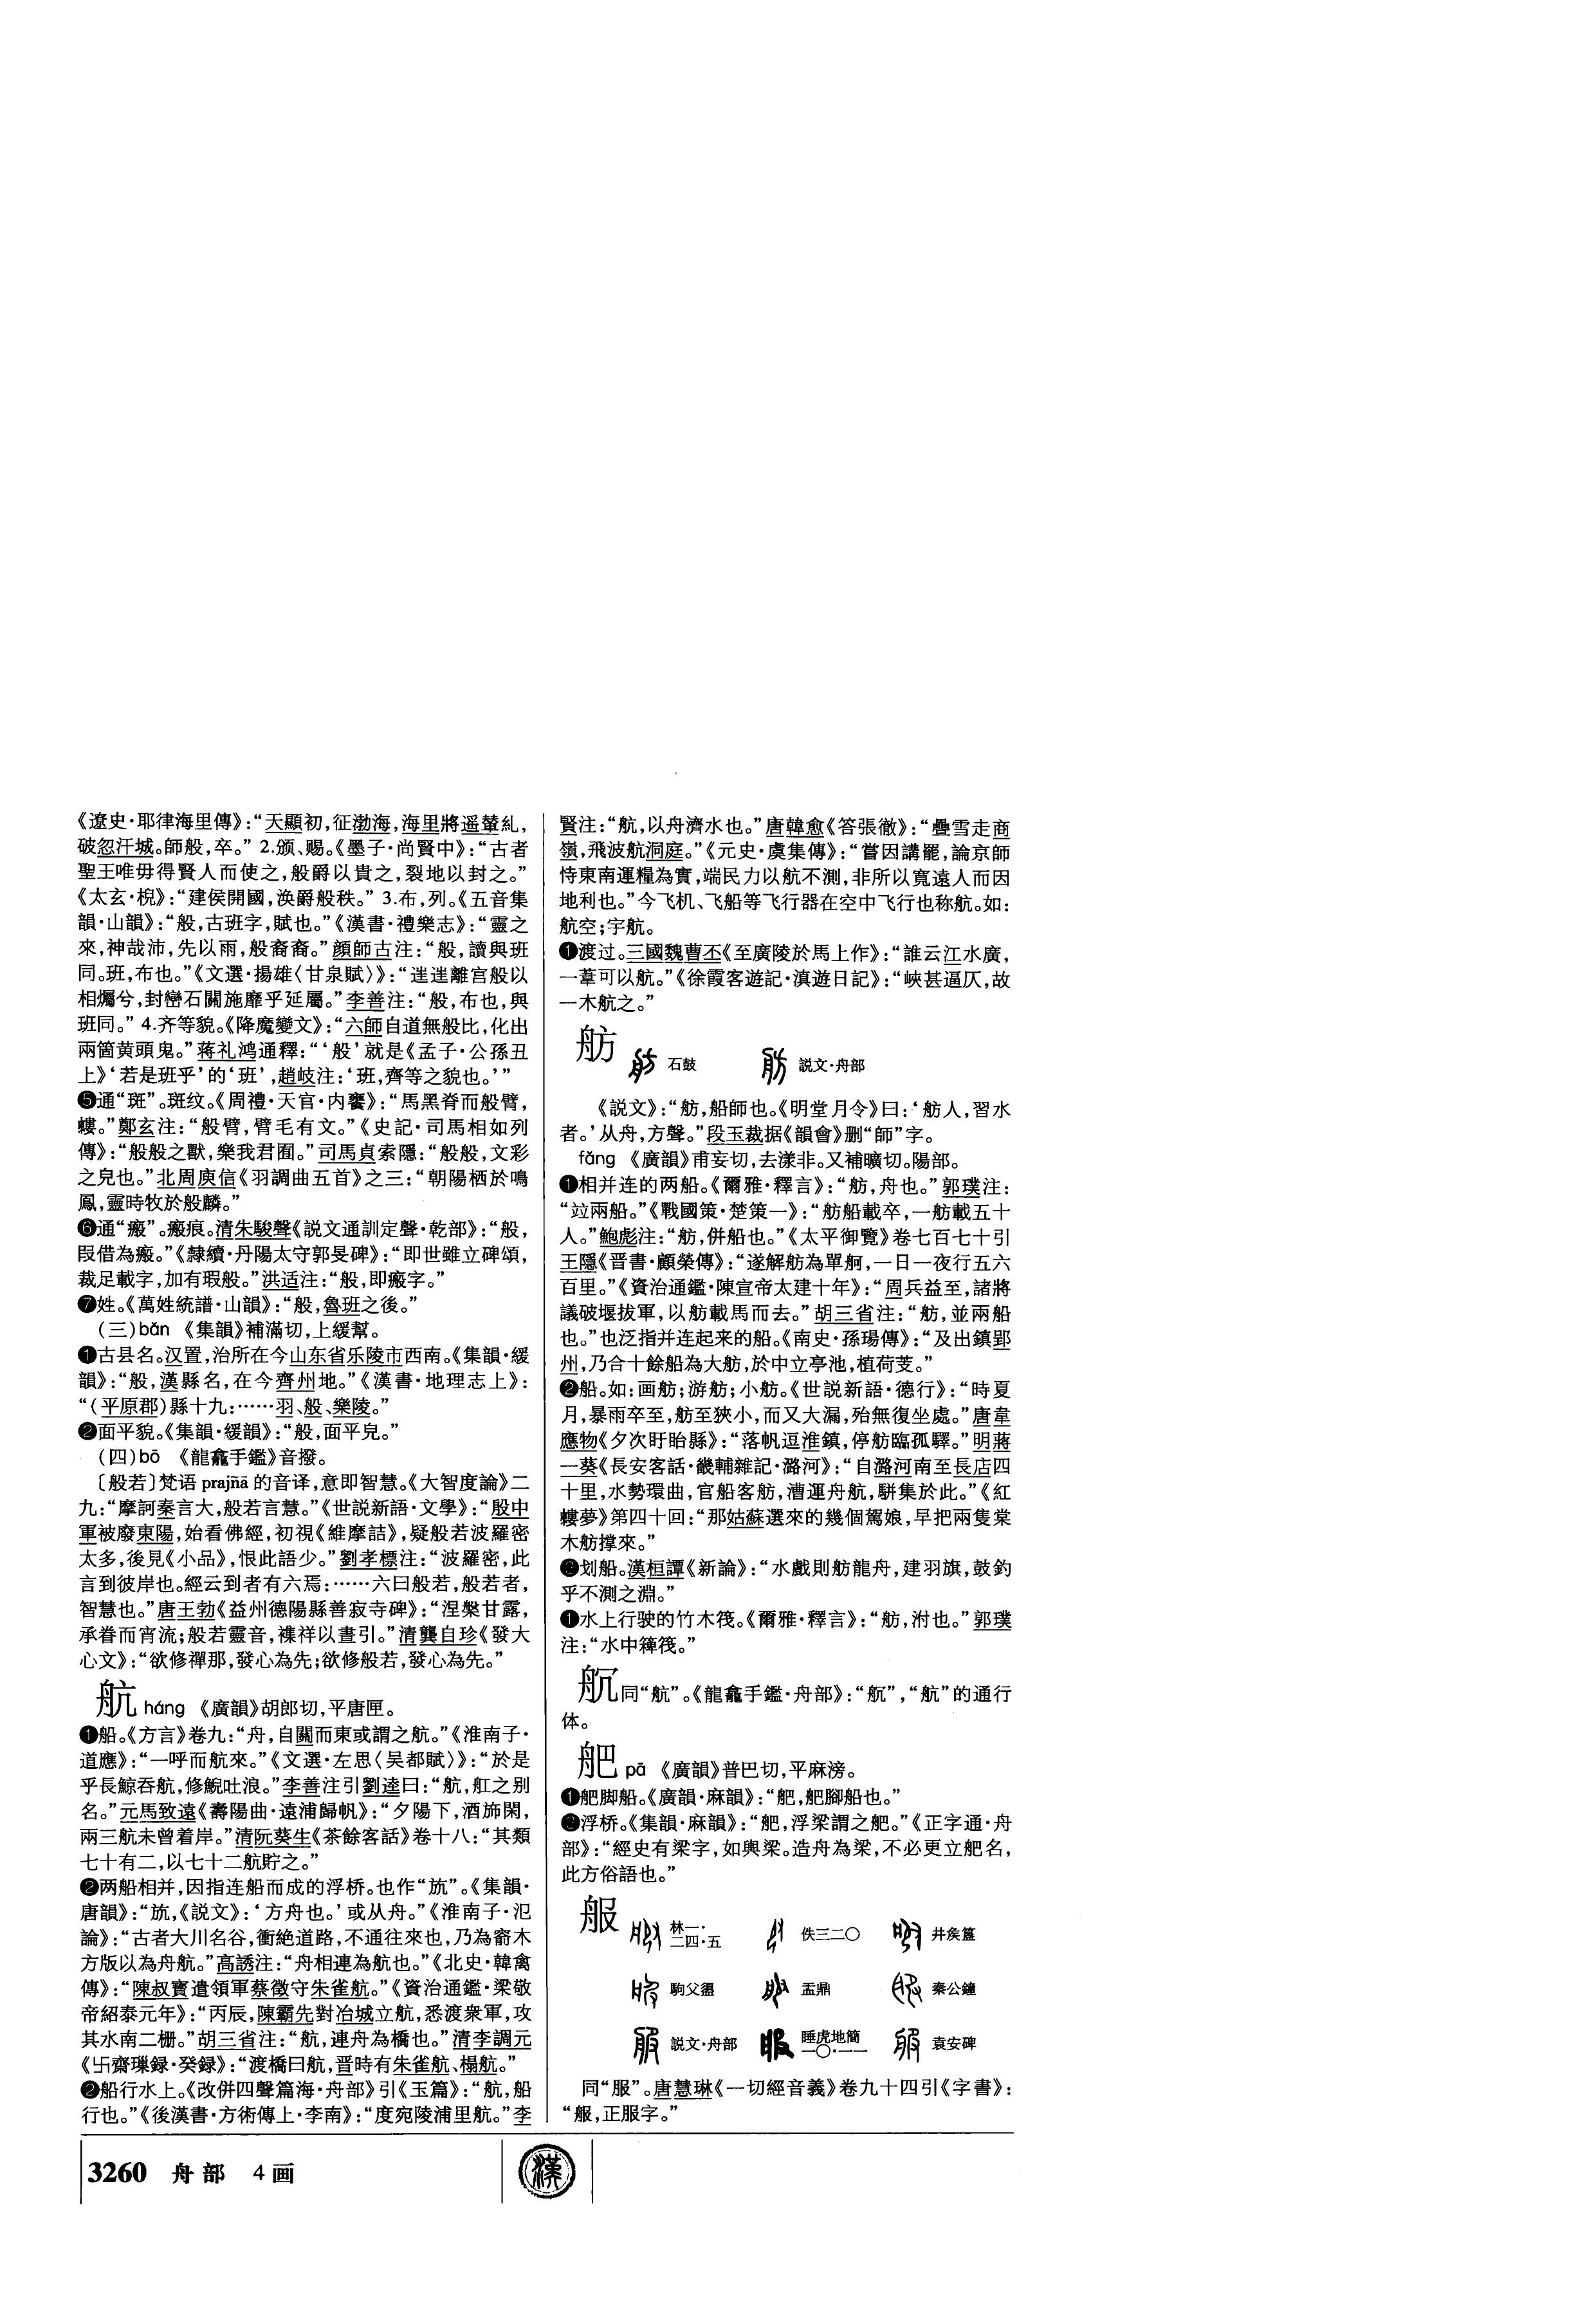 《遼史·耶律海里傳》：“天顯初，征渤海，海里將遥輦糺，
破忽汗城。師般，卒。” 2.颁、赐。《墨子·尚賢中》：“古者
聖王唯毋得賢人而使之，般爵以貴之，裂地以封之。”
《太玄·棿》：“建侯開國，涣爵般秩。” 3.布，列。《五音集
韻·山韻》：“般，古班字，賦也。”《漢書·禮樂志》：“靈之
來，神哉沛，先以雨，般裔裔。”顔師古注：“般，讀與班
同。班，布也。”《文選·揚雄〈甘泉賦〉》：“迣迣離宫般以
相爥兮，封巒石關施靡乎延屬。”李善注：“般，布也，與
班同。” 4.齐等貌。《降魔變文》：“六師自道無般比，化出
兩箇黄頭鬼。”蒋礼鸿通釋：“‘般’就是《孟子·公孫丑
上》‘若是班乎’的‘班’，趙岐注：‘班，齊等之貌也。’”
❺通“斑”。斑纹。《周禮·天官·内饔》：“馬黑脊而般臂，
螻。”鄭玄注：“般臂，臂毛有文。”《史記·司馬相如列
傳》：“般般之獸，樂我君囿。”司馬貞索隱：“般般，文彩
之皃也。”北周庾信《羽調曲五首》之三：“朝陽栖於鳴
鳳，靈時牧於般麟。”
❻通“瘢”。瘢痕。清朱駿聲《説文通訓定聲·乾部》：“般，
叚借為瘢。”《隸續·丹陽太守郭旻碑》：“即世雖立碑頌，
裁足載字，加有瑕般。”洪适注：“般，即瘢字。”
❼姓。《萬姓統譜·山韻》：“般，魯班之後。”
(三)bǎn 《集韻》補滿切，上緩幫。
❶古县名。汉置，治所在今山东省乐陵市西南。《集韻·緩
韻》：“般，漢縣名，在今齊州地。”《漢書·地理志上》：
“(平原郡)縣十九：……羽、般、樂陵。”
❷面平貌。《集韻·緩韻》：“般，面平皃。”
(四)bō 《龍龕手鑑》音撥。
〔般若〕梵语 prajñā 的音译，意即智慧。《大智度論》二
九：“摩訶秦言大，般若言慧。”《世説新語·文學》：“殷中
軍被廢東陽，始看佛經，初視《維摩詰》，疑般若波羅密
太多，後見《小品》，恨此語少。”劉孝標注：“波羅密，此
言到彼岸也。經云到者有六焉：……六曰般若，般若者，
智慧也。”唐王勃《益州德陽縣善寂寺碑》：“涅槃甘露，
承眷而宵流；般若靈音，襍祥以晝引。”清龔自珍《發大
心文》：“欲修禪那，發心為先；欲修般若，發心為先。”
航 háng 《廣韻》胡郎切，平唐匣。
❶船。《方言》卷九：“舟，自關而東或謂之航。”《淮南子·
道應》：“一呼而航來。”《文選·左思〈吴都賦〉》：“於是
乎長鯨吞航，修鯢吐浪。”李善注引劉逵曰：“航，舡之别
名。”元馬致遠《壽陽曲·遠浦歸帆》：“夕陽下，酒斾閑，
兩三航未曾着岸。”清阮葵生《茶餘客話》卷十八：“其類
七十有二，以七十二航貯之。”
❷两船相并，因指连船而成的浮桥。也作“斻”。《集韻·
唐韻》：“斻，《説文》：‘方舟也。’或从舟。”《淮南子·氾
論》：“古者大川名谷，衝絶道路，不通往來也，乃為窬木
方版以為舟航。”高誘注：“舟相連為航也。”《北史·韓禽
傳》：“陳叔寳遣領軍蔡徵守朱雀航。”《資治通鑑·梁敬
帝紹泰元年》：“丙辰，陳霸先對冶城立航，悉渡衆軍，攻
其水南二栅。”胡三省注：“航，連舟為橋也。”清李調元
《卐齋璅録·癸録》：“渡橋曰航，晋時有朱雀航、榻航。”
❷船行水上。《改併四聲篇海·舟部》引《玉篇》：“航，船
行也。”《後漢書·方術傳上·李南》：“度宛陵浦里航。”李
賢注：“航，以舟濟水也。”唐韓愈《答張徹》：“疊雪走商
嶺，飛波航洞庭。”《元史·虞集傳》：“嘗因講罷，論京師
恃東南運糧為實，竭民力以航不測，非所以寬遠人而因
地利也。”今飞机、飞船等飞行器在空中飞行也称航。如：
航空；宇航。
❶渡过。三國魏曹丕《至廣陵於馬上作》：“誰云江水廣，
一葦可以航。”《徐霞客遊記·滇遊日記》：“峽甚逼仄，故
一木航之。”
舫 石鼓 説文·舟部
《説文》：“舫，船師也。《明堂月令》曰：‘舫人，習水
者。’从舟，方聲。”段玉裁据《韻會》删“師”字。
fǎng 《廣韻》甫妄切，去漾非。又補曠切。陽部。
❶相并连的两船。《爾雅·釋言》：“舫，舟也。”郭璞注：
“竝兩船。”《戰國策·楚策一》：“舫船載卒，一舫載五十
人。”鮑彪注：“舫，併船也。”《太平御覽》卷七百七十引
王隱《晋書·顧榮傳》：“遂解舫為單舸，一日一夜行五六
百里。”《資治通鑑·陳宣帝太建十年》：“周兵益至，諸將
議破堰拔軍，以舫載馬而去。”胡三省注：“舫，並兩船
也。”也泛指并连起来的船。《南史·孫瑒傳》：“及出鎮郢
州，乃合十餘船為大舫，於中立亭池，植荷芰。”
❷船。如：画舫；游舫；小舫。《世説新語·德行》：“時夏
月，暴雨卒至，舫至狹小，而又大漏，殆無復坐處。”唐韋
應物《夕次盱眙縣》：“落帆逗淮鎮，停舫臨孤驛。”明蔣
一葵《長安客話·畿輔雜記·潞河》：“自潞河南至長店四
十里，水勢環曲，官船客舫，漕運舟航，駢集於此。”《紅
樓夢》第四十回：“那姑蘇選來的幾個駕娘，早把兩隻棠
木舫撑來。”
❸划船。漢桓譚《新論》：“水戲則舫龍舟，建羽旗，鼓釣
乎不測之淵。”
❶水上行驶的竹木筏。《爾雅·釋言》：“舫，泭也。”郭璞
注：“水中箄筏。”
䑪同“航”。《龍龕手鑑·舟部》：“䑪”，“航”的通行
体。
舥 pā 《廣韻》普巴切，平麻滂。
❶舥脚船。《廣韻·麻韻》：“舥，舥腳船也。”
❸浮桥。《集韻·麻韻》：“舥，浮梁謂之舥。”《正字通·舟
部》：“經史有梁字，如輿梁。造舟為梁，不必更立舥名，
此方俗語也。”
舧 林一·二四·五 佚三二〇 井矦簋
駒父盨 盂鼎 秦公鐘
説文·舟部 睡虎地簡一〇·一一 袁安碑
同“服”。唐慧琳《一切經音義》卷九十四引《字書》：
“𦨕，正服字。”
3260 舟部 4画
漢